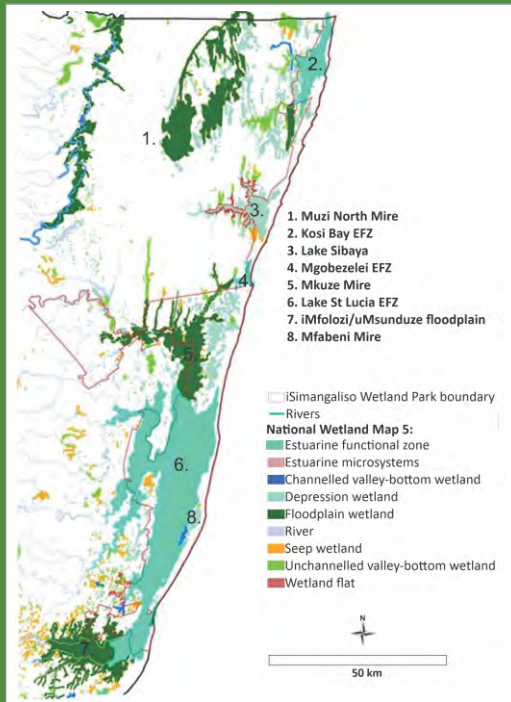 2.
1.
3.
4.
5.
6.
8.
7.
1. Muzi North Mire
2. Kosi Bay EFZ
3. Lake Sibaya
4 Mgobezelei EFZ
5 Mkuze Mire
6. Lake St Lucia EFZ
7. iMfolozi/uMsunduze floodplain
8. Mfabeni Mire
iSimangaliso Wetland Park boundary
Rivers
National Wetland Map 5:
Estuarine functional zone
Estuarine microsystems
Channelled valley-bottom wetland
Depression wetland
Floodplain wetland
River
Seep wetland
Unchannelled valley-bottom wetland
Wetland flat
N
50 km